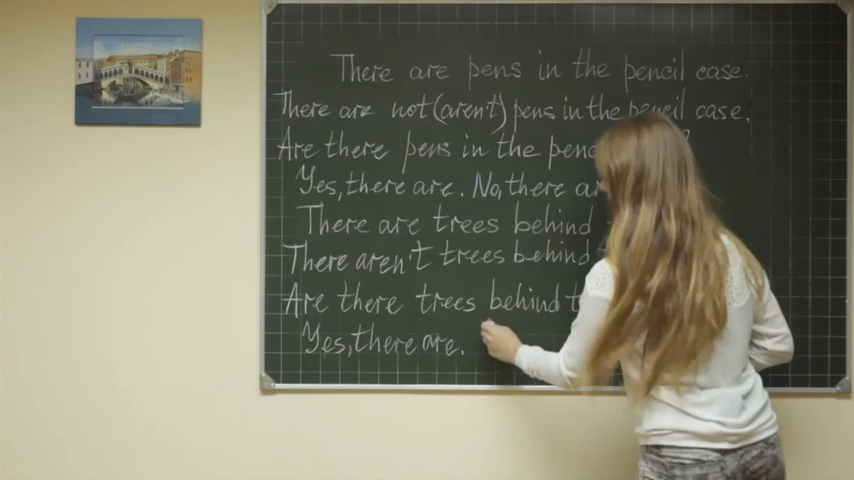 There are pens in the pencil case.
There are not (aren't) pens in the pencil case.
Are there pens in the ?
Yes, there are. No, there
There are trees behind
There aren't trees behind
Are there trees behind
Yes, there are.